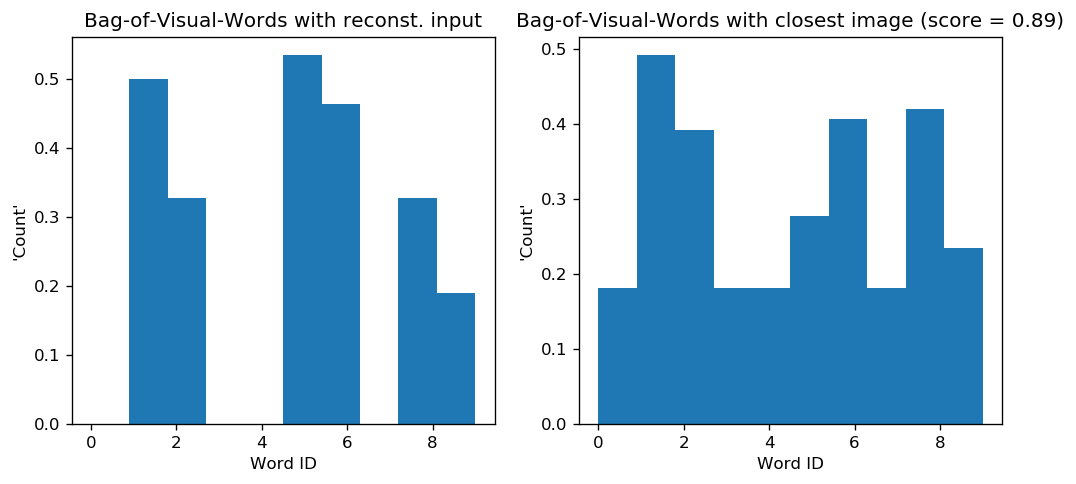 Bag-of-Visual-Words with reconst. input
0.5
0.4
0.3
0.2
0.1
0.0
'Count'
0 2 4 6 8
Word ID
Bag-of-Visual-Words with closest image (score = 0.89)
0.5
0.4
0.3
0.2
0.1
0.0
'Count'
0 2 4 6 8
Word ID